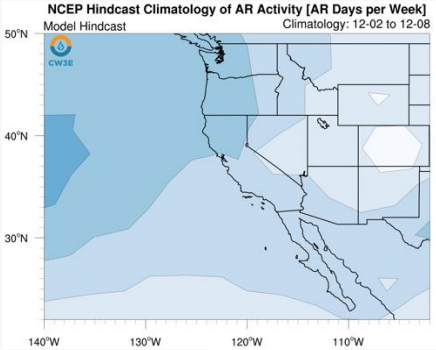 NCEP Hindcast Climatology of AR Activity [AR Days per Week]
Model Hindcast
Climatology: 12-02 to 12-08
50°N
CW3E
40°N
30°N
140°W 130°W 120°W 110°W